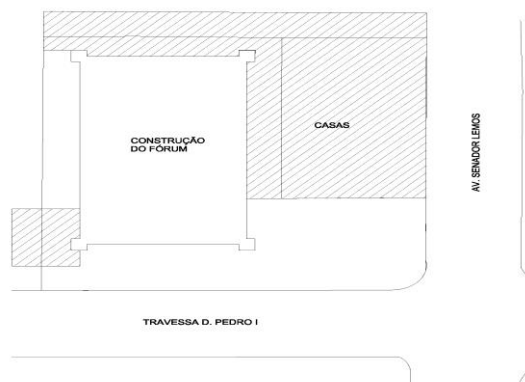 CONSTRUÇÃO
DO FÓRUM
CASAS
AV. SENADOR LEMOS
TRAVESSA D. PEDRO I